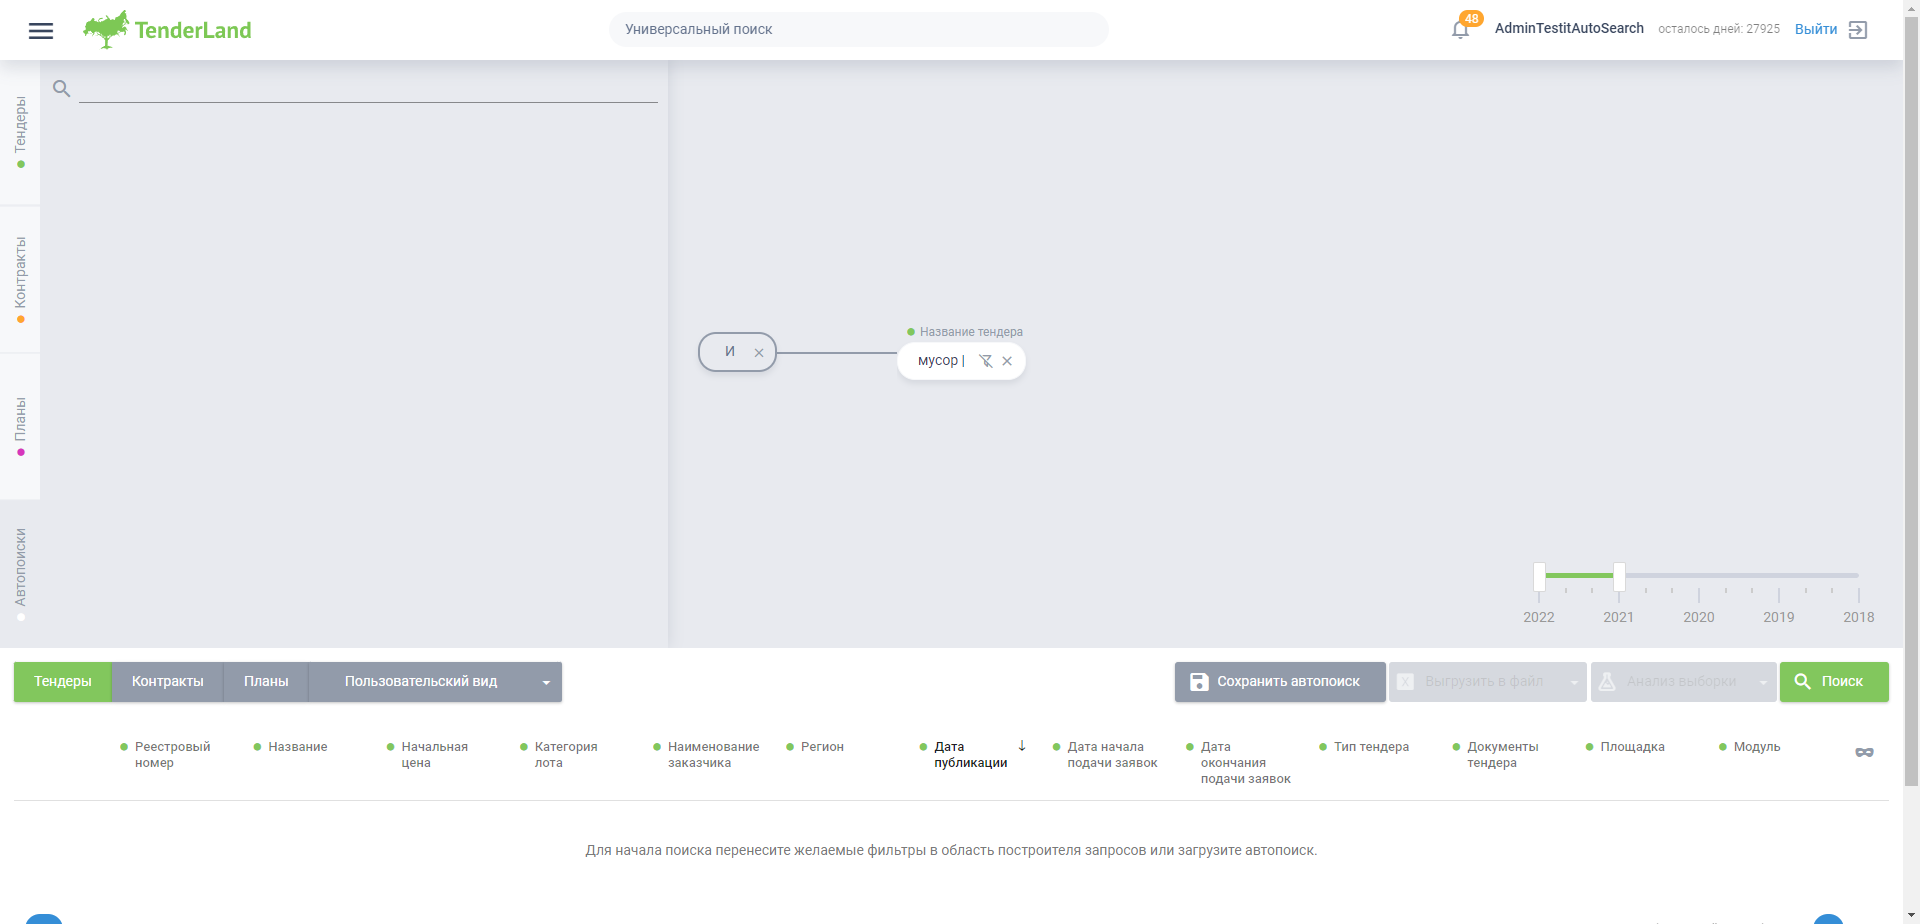 TenderLand
Универсальный поиск
48
AdminTestitAutoSearch
осталось дней: 27925
Выйти
Тендеры
Контракты
Планы
Автопоиски
Название тендера
И
мусор |
2022
2021
2020
2019
2018
Тендеры
Контракты
Планы
Пользовательский вид
Сохранить автопоиск
Выгрузить в файл
Анализ выборки
Поиск
Реестровый
номер
Название
Начальная
цена
Категория
лота
Наименование
заказчика
Регион
Дата
публикации
Дата начала
подачи заявок
Дата
окончания
подачи заявок
Тип тендера
Документы
тендера
Площадка
Модуль
Для начала поиска перенесите желаемые фильтры в область построителя запросов или загрузите автопоиск.